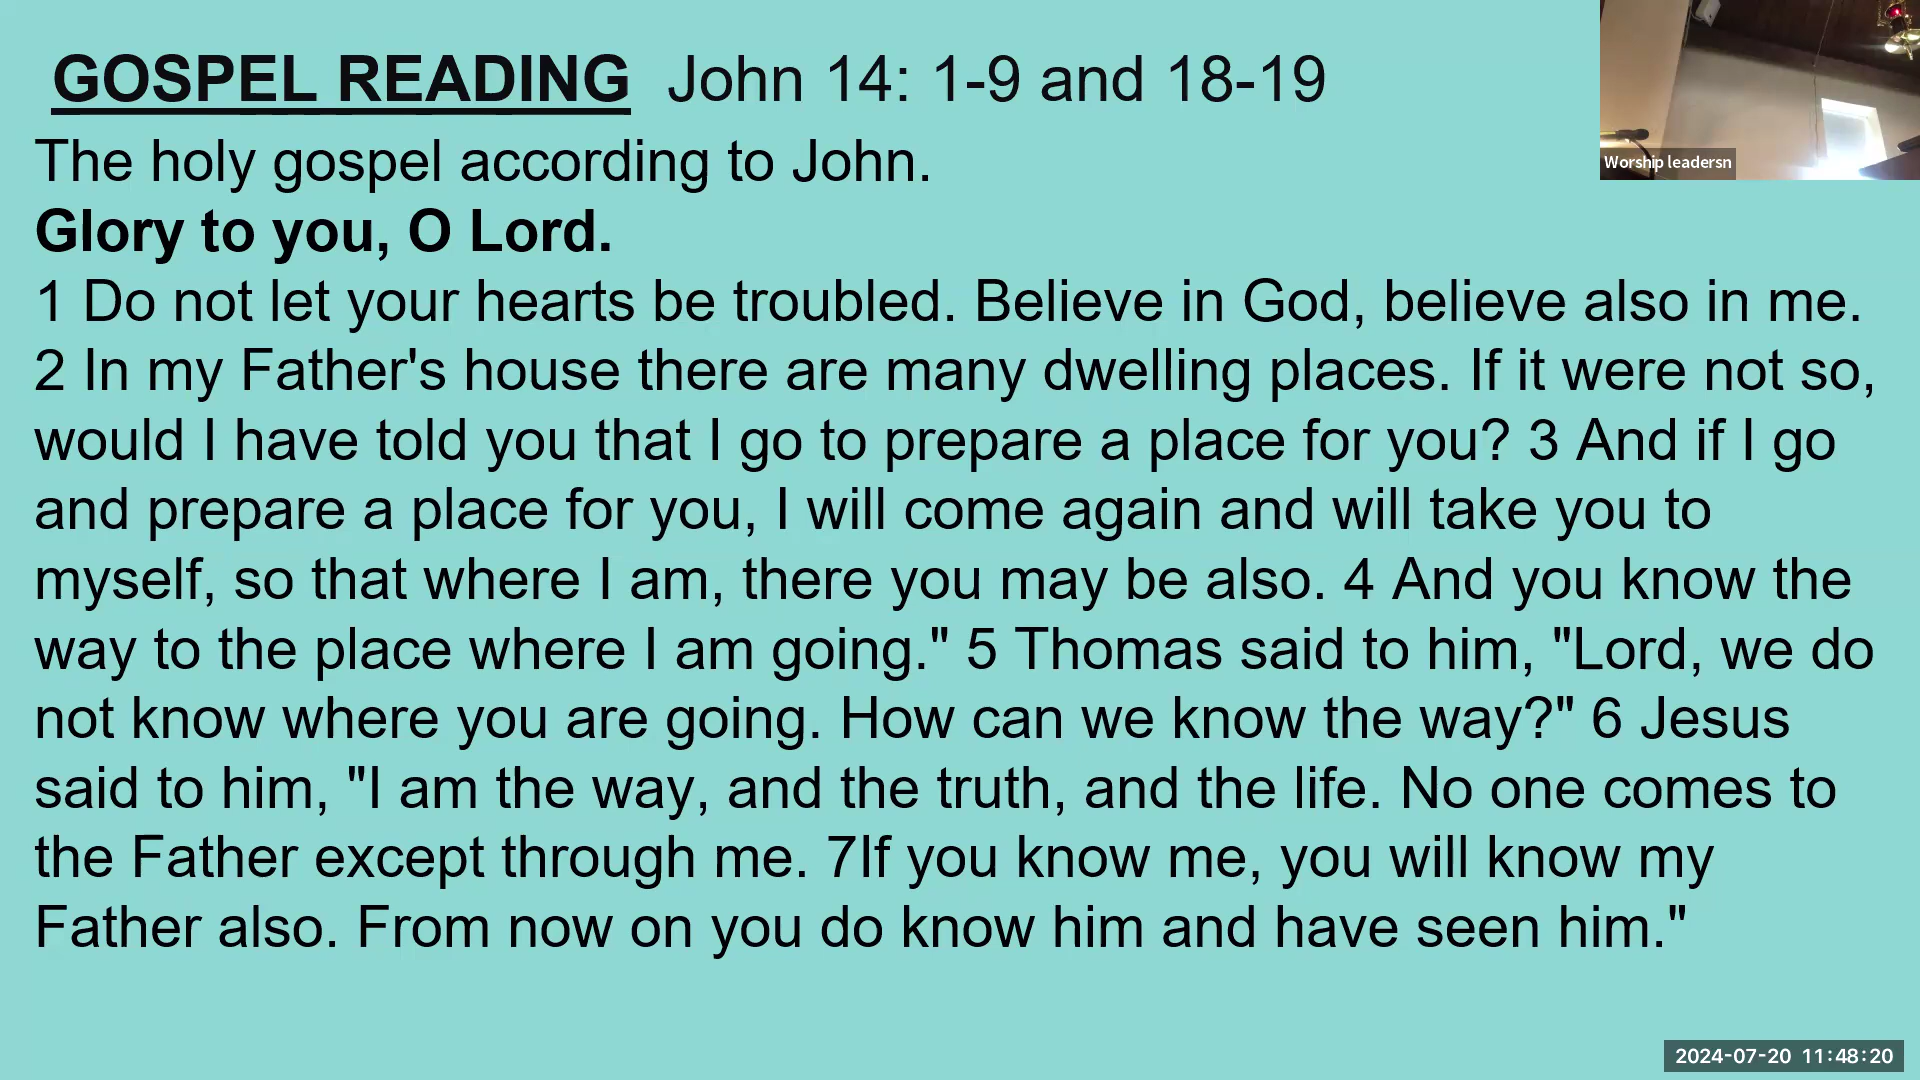 GOSPEL READING John 14: 1-9 and 18-19
The holy gospel according to John.
Glory to you, O Lord.
1 Do not let your hearts be troubled. Believe in God, believe also in me.
2 In my Father's house there are many dwelling places. If it were not so,
would I have told you that I go to prepare a place for you? 3 And if I go
and prepare a place for you, I will come again and will take you to
myself, so that where I am, there you may be also. 4 And you know the
way to the place where I am going." 5 Thomas said to him, "Lord, we do
not know where you are going. How can we know the way?" 6 Jesus
said to him, "I am the way, and the truth, and the life. No one comes to
the Father except through me. 7If you know me, you will know my
Father also. From now on you do know him and have seen him."
Worship leadersn
2024-07-20 11:48:20